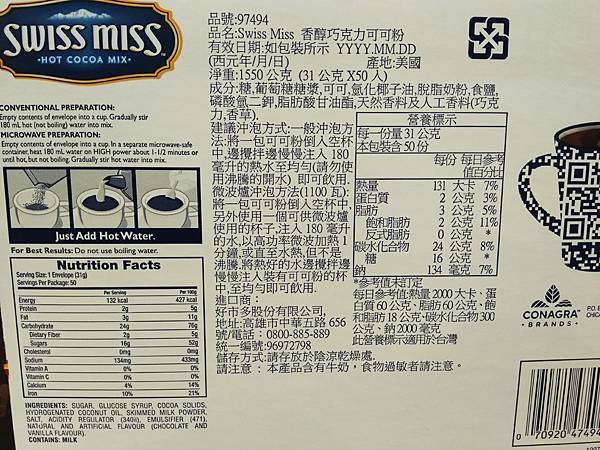 SWISS MISS
·HOT COCOA MIX·
CONVENTIONAL PREPARATION:
Empty contents of envelope into a cup. Gradually stir
180 mL hot (not boiling) water into mix.
MICROWAVE PREPARATION:
Empty contents of envelope into a cup. In a separate microwave-safe
container, heat 180 mL water on HIGH power about 1-1/2 minutes or
until hot, but not boiling. Gradually stir hot water into mix.
Just Add Hot Water.
For Best Results: Do not use boiling water.
Nutrition Facts
Serving Size: 1 Envelope (31g)
Servings Per Package: 50
Per Serving Per 100g
Energy 132 kcal 427 kcal
Protein 2g 5g
Fat 3g 11g
Carbohydrate 24g 76g
Dietary Fiber 2g 5g
Sugars 16g 52g
Cholesterol 0mg 0mg
Sodium 134mg 433mg
Vitamin A 0% 0%
Vitamin C 0% 0%
Calcium 4% 14%
Iron 10% 21%
INGREDIENTS: SUGAR, GLUCOSE SYRUP, COCOA SOLIDS,
HYDROGENATED COCONUT OIL, SKIMMED MILK POWDER,
SALT, ACIDITY REGULATOR (340ii), EMULSIFIER (471),
NATURAL AND ARTIFICIAL FLAVOUR (CHOCOLATE AND
VANILLA FLAVOUR).
CONTAINS: MILK
品號:97494
品名:Swiss Miss 香醇巧克力可可粉
有效日期:如包裝所示 YYYY.MM.DD
(西元年/月/日) 產地:美國
淨重:1550 公克 (31 公克 X50 入)
成分:糖,葡萄糖糖漿,可可,氫化椰子油,脫脂奶粉,食鹽,
磷酸氫二鉀,脂肪酸甘油酯,天然香料及人工香料(巧克
力,香草).
建議沖泡方式:一般沖泡方
法:將一包可可粉倒入空杯
中,邊攪拌邊慢慢注入 180
毫升的熱水至均勻(請勿使
用沸騰的開水) 即可飲用.
微波爐沖泡方法(1100 瓦):
將一包可可粉倒入空杯中,
另外使用一個可供微波爐
使用的杯子,注入 180 毫升
的水,以高功率微波加熱 1
分鐘,或直至水熱,但不是
沸騰.將熱好的水邊攪拌邊
慢慢注入裝有可可粉的杯
中,至均勻即可飲用.
進口商:
好市多股份有限公司,
地址:高雄市中華五路 656
號/電話:0800-885-889
統一編號:96972798
儲存方式:請存放於陰涼乾燥處.
請注意:本產品含有牛奶,食物過敏者請注意。
營養標示
每一份量 31 公克
本包裝含 50 份
每份 每日參考
值百分比
熱量 131 大卡 7%
蛋白質 2 公克 3%
脂肪 3 公克 5%
飽和脂肪 2 公克 11%
反式脂肪 0 公克 *
碳水化合物 24 公克 8%
糖 16 公克 *
鈉 134 毫克 7%
*參考值未訂定
每日參考值:熱量 2000 大卡、蛋
白質 60 公克、脂肪 60 公克、飽
和脂肪 18 公克、碳水化合物 300
公克、鈉 2000 毫克
此營養標示適用於台灣
CONAGRA
·BRANDS·
P.O.
CHIC
0 70920 47494